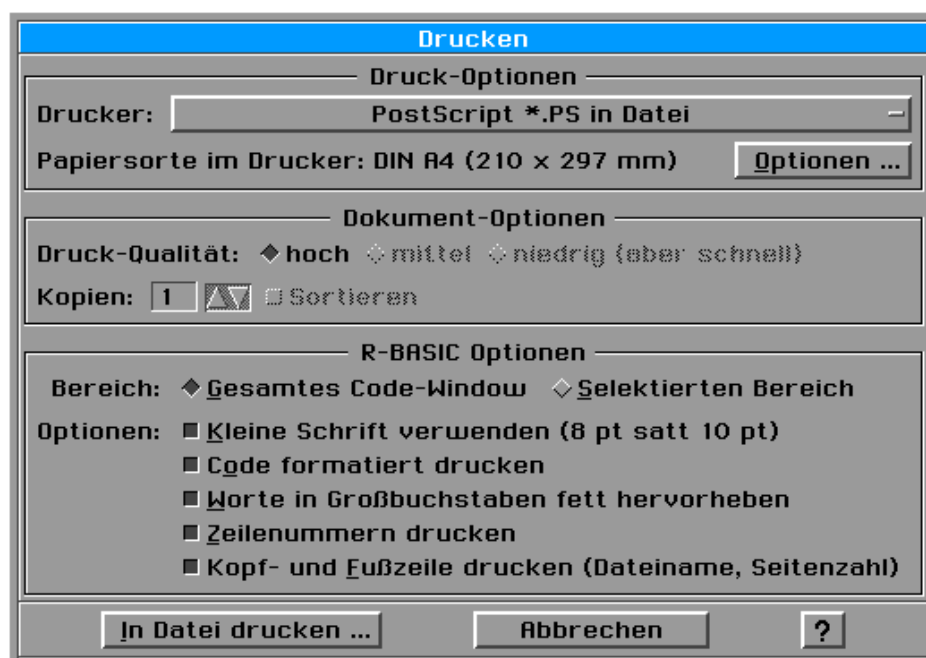 Drucken
Druck-Optionen
Drucker: PostScript *.PS in Datei
Papiersorte im Drucker: DIN A4 (210 x 297 mm) Optionen ...
Dokument-Optionen
Druck-Qualität: hoch mittel niedrig (aber schnell)
Kopien: 1 Sortieren
R-BASIC Optionen
Bereich: Gesamtes Code-Window Selektierten Bereich
Optionen: Kleine Schrift verwenden (8 pt satt 10 pt)
Code formatiert drucken
Worte in Großbuchstaben fett hervorheben
Zeilenummern drucken
Kopf- und Fußzeile drucken (Dateiname, Seitenzahl)
In Datei drucken ... Abbrechen ?